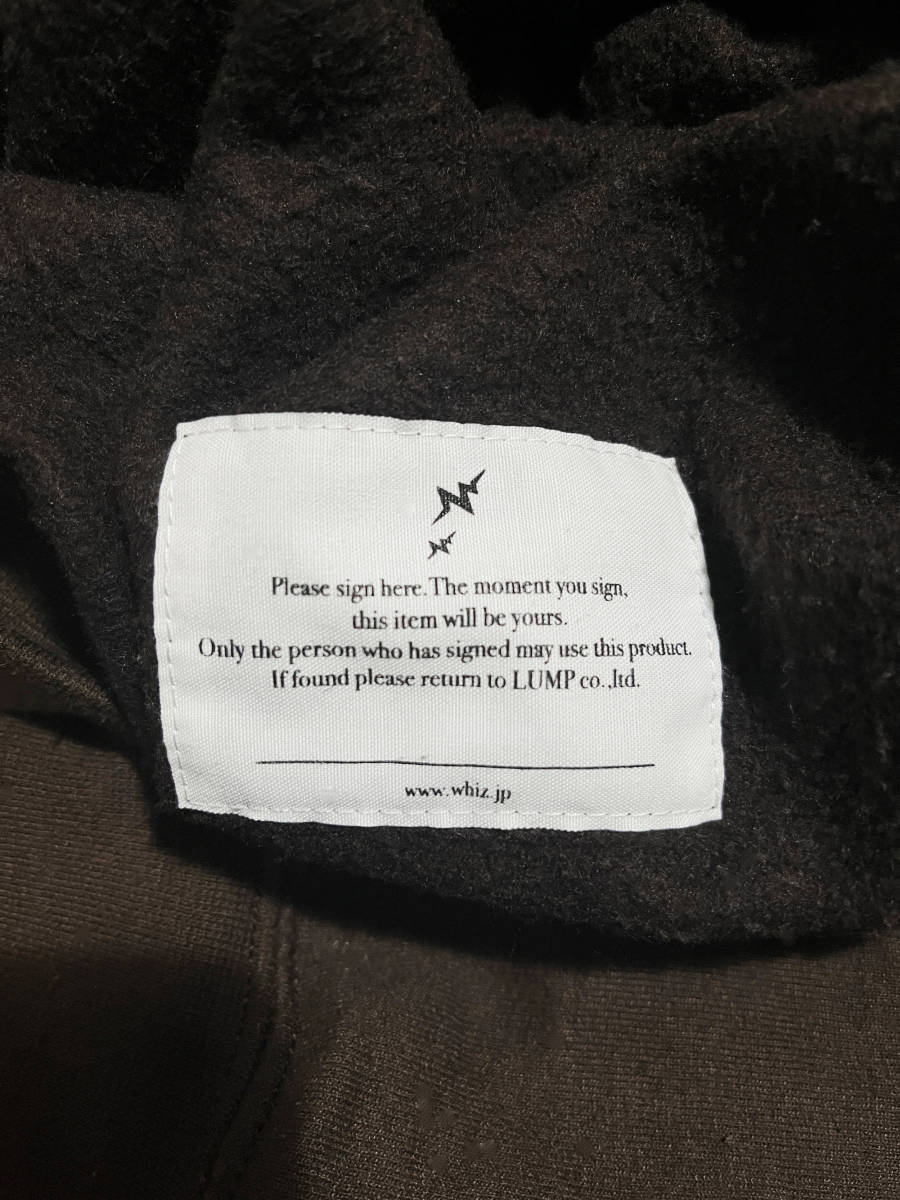 Please sign here. The moment you sign,
this item will be yours.
Only the person who has signed may use this product.
If found please return to LUMP co.,ltd.
www.whiz.jp